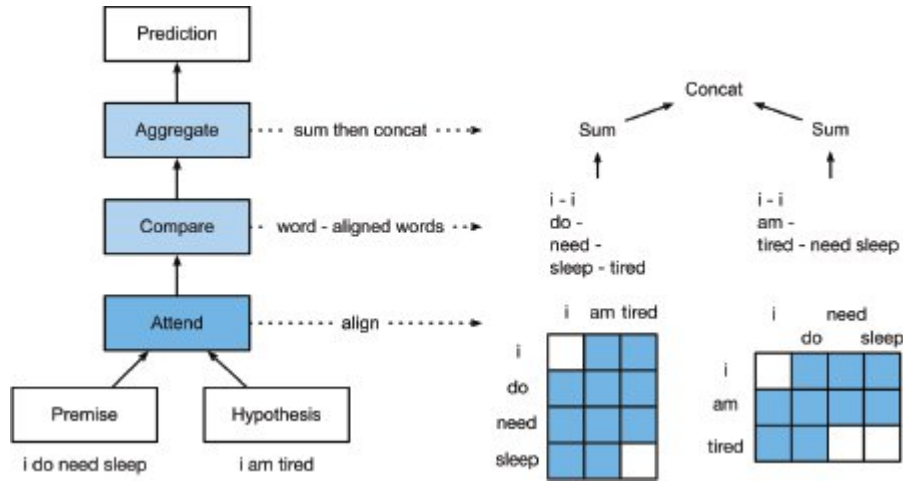 Prediction
Aggregate
sum then concat
Compare
word - aligned words
Attend
align
Premise
Hypothesis
i do need sleep
i am tired
Concat
Sum
Sum
i - i
do -
need -
sleep - tired
i - i
am -
tired - need sleep
i am tired
i
do
need
sleep
i need
do sleep
i
am
tired